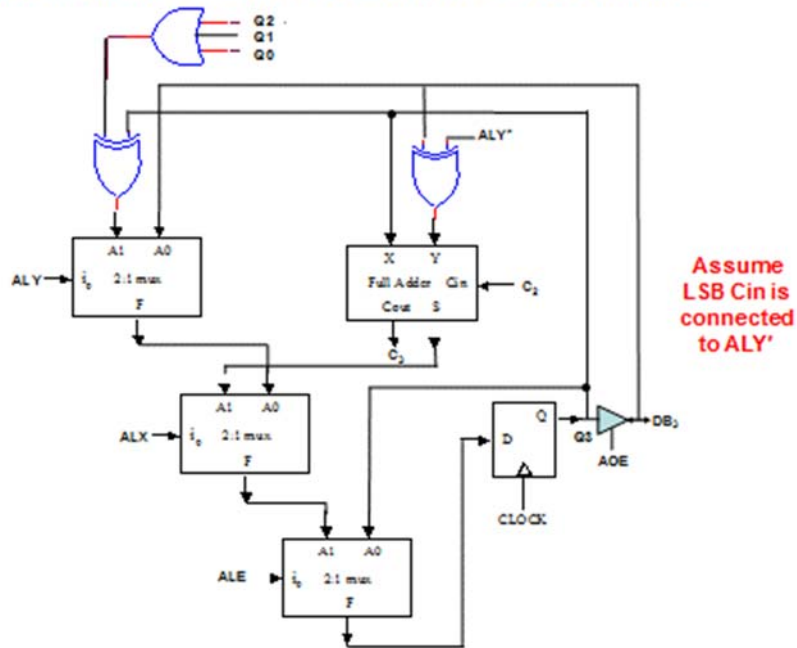 Q2
Q1
Q0
ALY'
A1 A0
ALY
i₀ 2:1 mux
F
X Y
Full Adder Cin
Cout S
C₂
C₃
Assume
LSB Cin is
connected
to ALY'
A1 A0
ALX
i₀ 2:1 mux
F
Q
D
Q3
DB₃
AOE
CLOCK
A1 A0
ALE
i₀ 2:1 mux
F